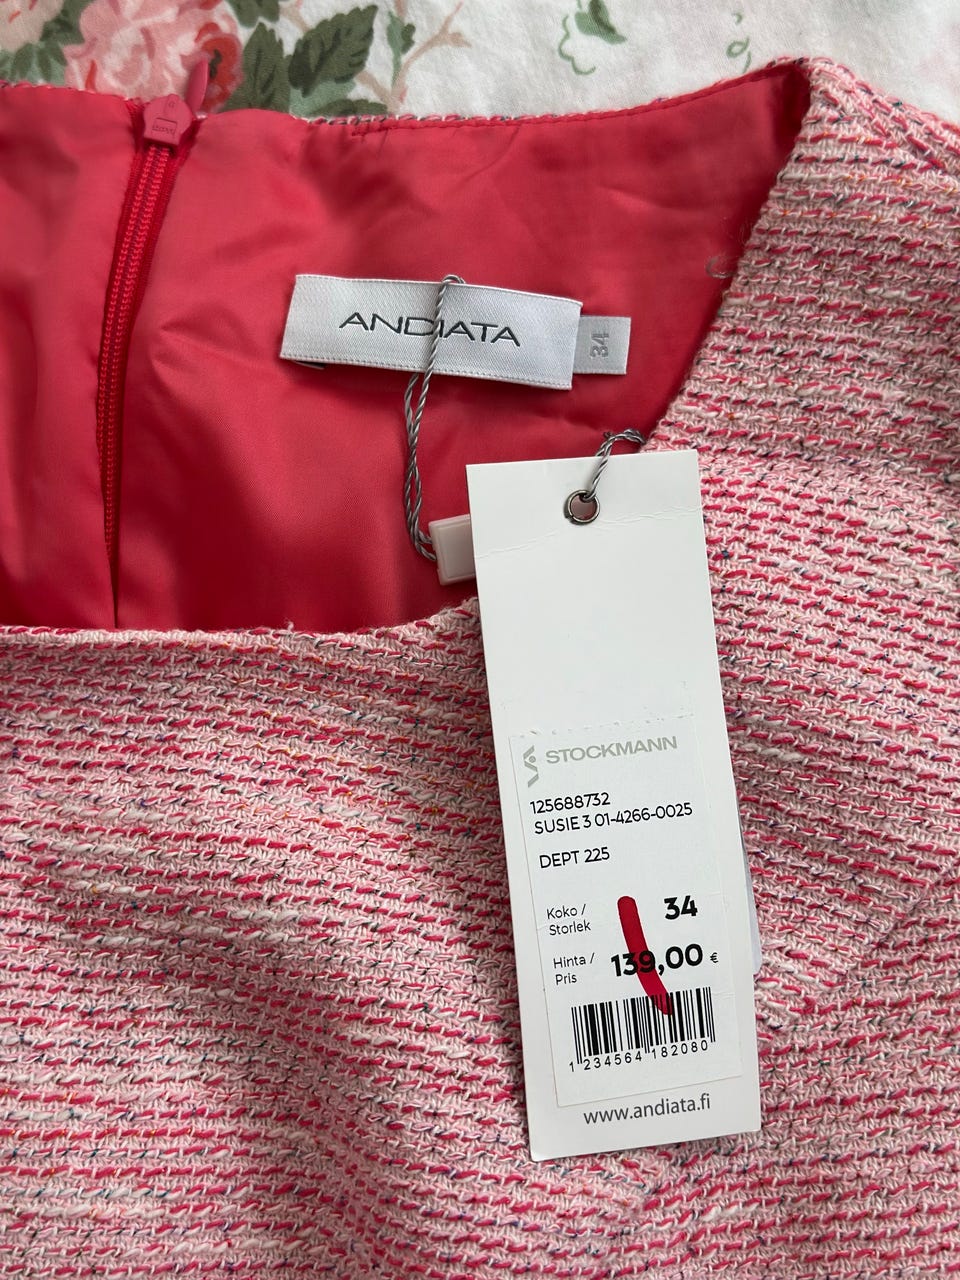 ANDIATA
34
STOCKMANN
125688732
SUSIE 3 01-4266-0025
DEPT 225
Koko / 34
Storlek
Hinta / 139,00 €
Pris
1 234564 182080
www.andiata.fi